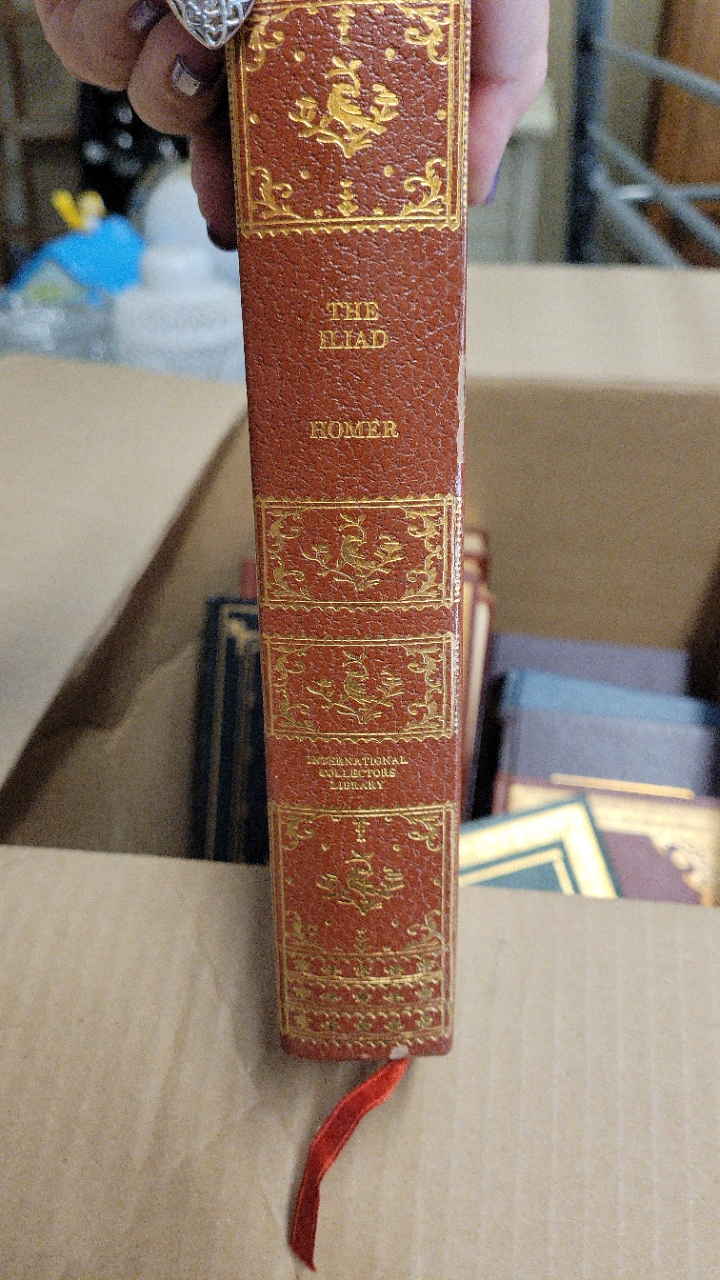 THE
ILIAD
HOMER
INTERNATIONAL
COLLECTORS
LIBRARY